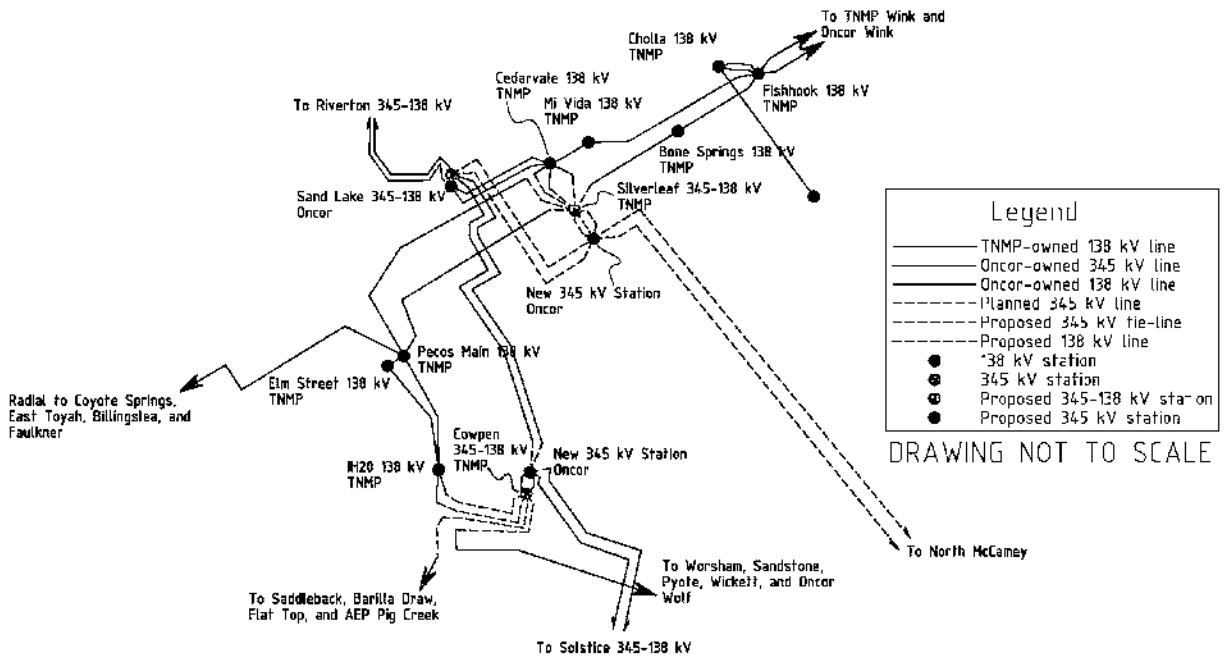 To TNMP Wink and
Oncor Wink
Cholla 138 kV
TNMP
Cedarvale 138 kV
TNMP
Mi Vida 138 kV
TNMP
Fishhook 138 kV
TNMP
To Riverton 345-138 kV
Bone Springs 138 kV
TNMP
Sand Lake 345-138 kV
Oncor
Silverleaf 345-138 kV
TNMP
New 345 kV Station
Oncor
Pecos Main 138 kV
TNMP
Elm Street 138 kV
TNMP
Radial to Coyote Springs,
East Toyah, Billingslea, and
Faulkner
Cowpen
345-138 kV
TNMP
New 345 kV Station
Oncor
IH20 138 kV
TNMP
To North McCamey
To Worsham, Sandstone,
Pyote, Wickett, and Oncor
Wolf
To Saddleback, Barilla Draw,
Flat Top, and AEP Pig Creek
To Solstice 345-138 kV
Legend
TNMP-owned 138 kV line
Oncor-owned 345 kV line
Oncor-owned 138 kV line
Planned 345 kV line
Proposed 345 kV tie-line
Proposed 138 kV line
138 kV station
345 kV station
Proposed 345-138 kV station
Proposed 345 kV station
DRAWING NOT TO SCALE